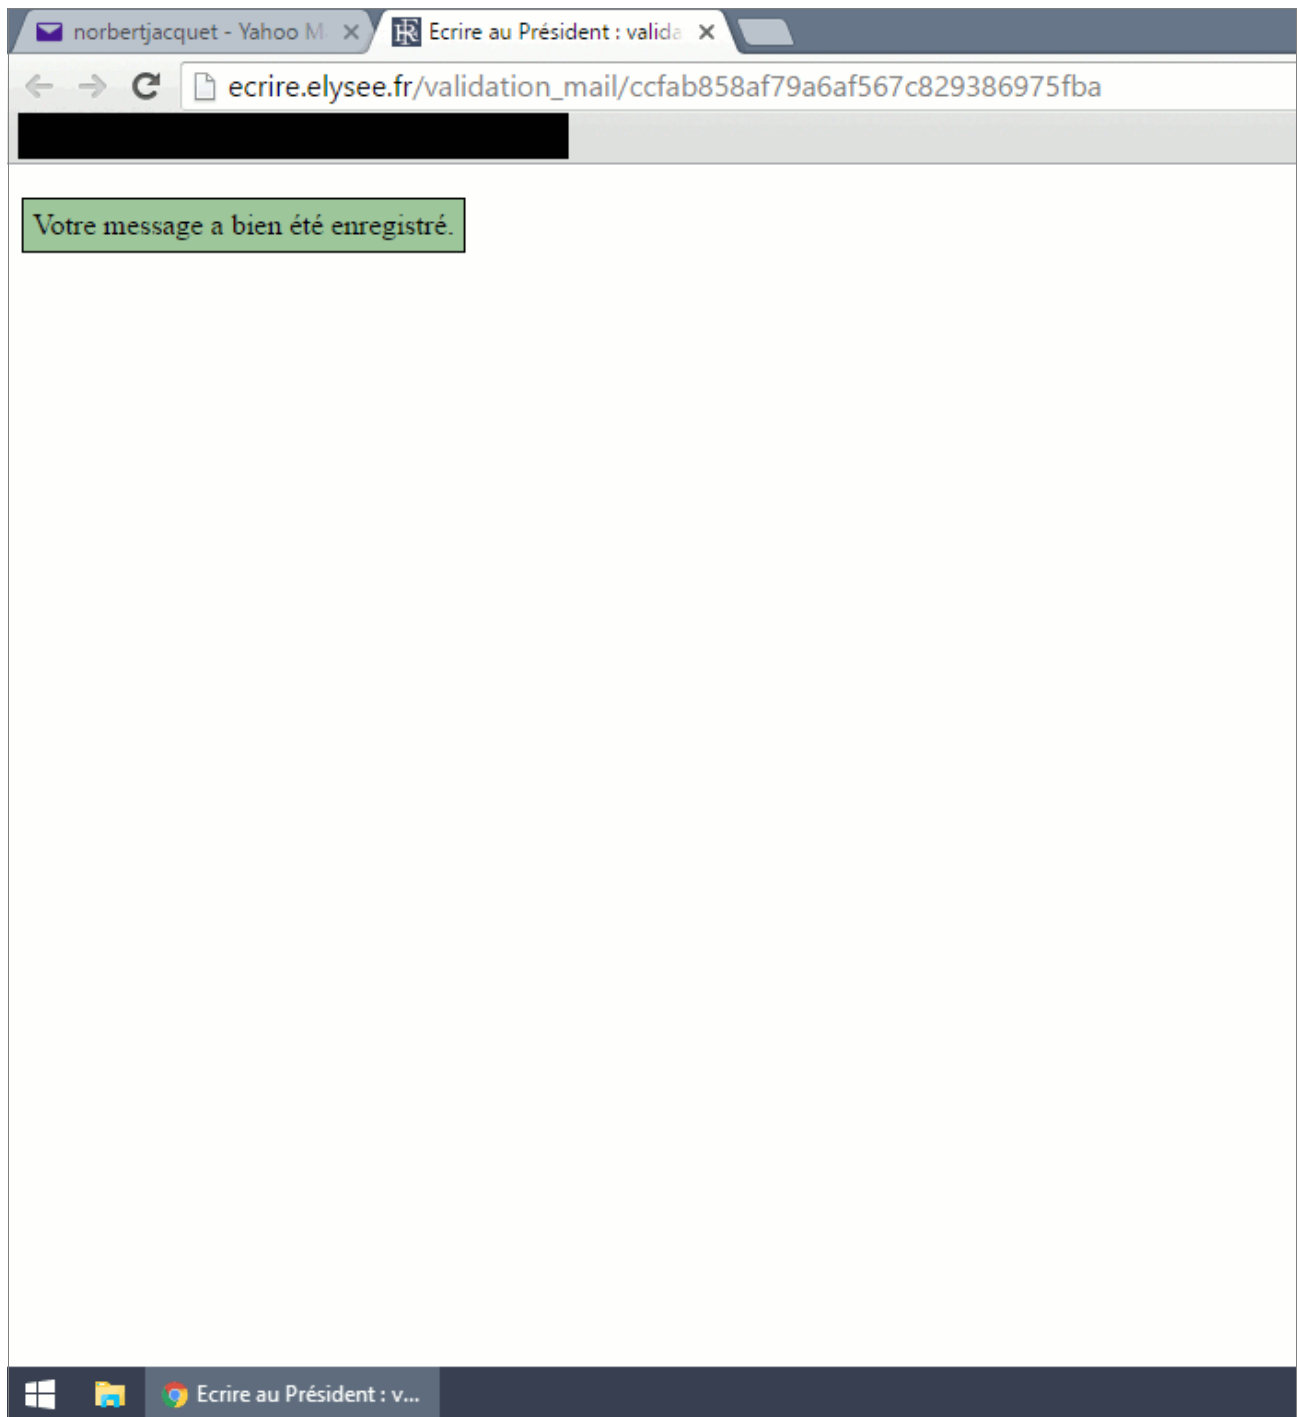 norbertjacquet - Yahoo M
Ecrire au Président : valida
ecrire.elysee.fr/validation_mail/ccfab858af79a6af567c829386975fba
Votre message a bien été enregistré.
Ecrire au Président : v...